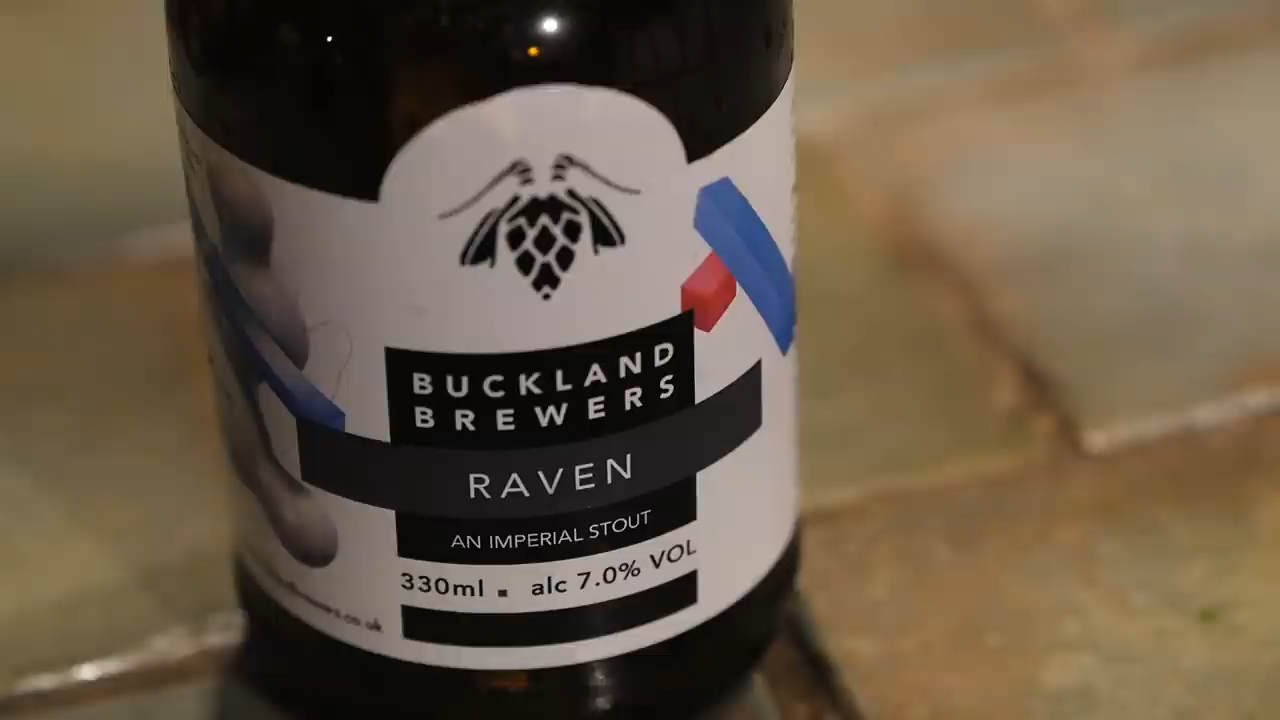 BUCKLAND
BREWERS
RAVEN
AN IMPERIAL STOUT
330ml ▪ alc 7.0% VOL